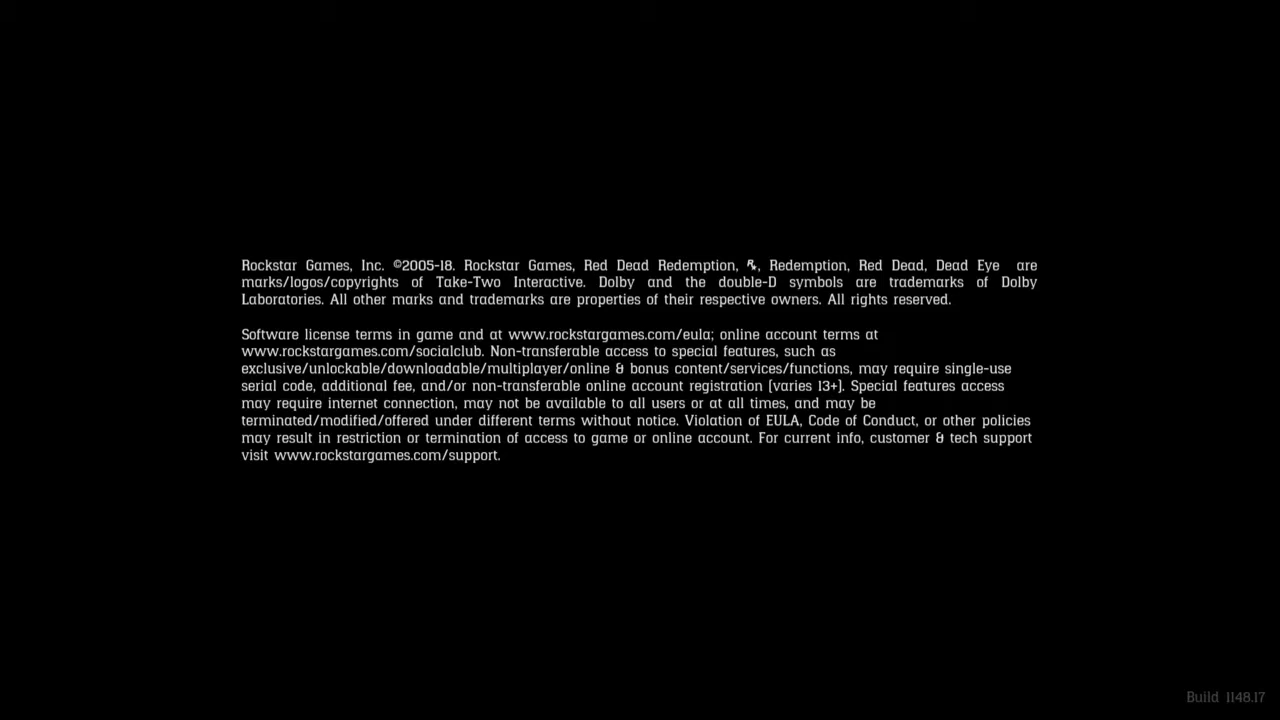 Rockstar Games, Inc. ©2005-18. Rockstar Games, Red Dead Redemption, R*, Redemption, Red Dead, Dead Eye are
marks/logos/copyrights of Take-Two Interactive. Dolby and the double-D symbols are trademarks of Dolby
Laboratories. All other marks and trademarks are properties of their respective owners. All rights reserved.
Software license terms in game and at www.rockstargames.com/eula; online account terms at
www.rockstargames.com/socialclub. Non-transferable access to special features, such as
exclusive/unlockable/downloadable/multiplayer/online & bonus content/services/functions, may require single-use
serial code, additional fee, and/or non-transferable online account registration (varies 13+). Special features access
may require internet connection, may not be available to all users or at all times, and may be
terminated/modified/offered under different terms without notice. Violation of EULA, Code of Conduct, or other policies
may result in restriction or termination of access to game or online account. For current info, customer & tech support
visit www.rockstargames.com/support.
Build 1148.17